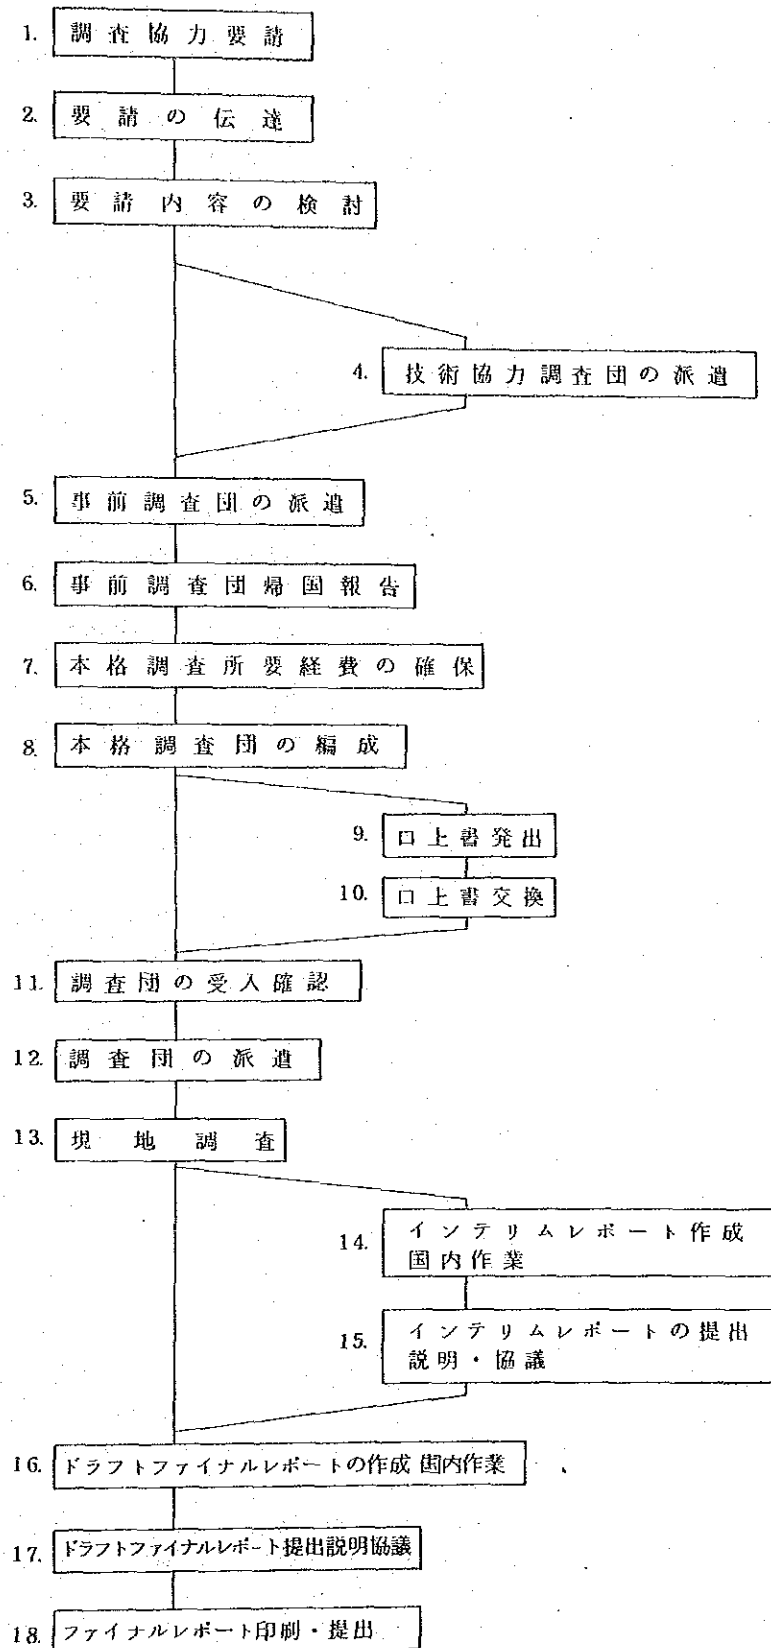 1. 調査協力要請
2. 要請の伝達
3. 要請内容の検討
4. 技術協力調査団の派遣
5. 事前調査団の派遣
6. 事前調査団帰国報告
7. 本格調査所要経費の確保
8. 本格調査団の編成
9. 口上書発出
10. 口上書交換
11. 調査団の受入確認
12. 調査団の派遣
13. 現地調査
14. インテリムレポート作成
国内作業
15. インテリムレポートの提出
説明・協議
16. ドラフトファイナルレポートの作成 国内作業
17. ドラフトファイナルレポート提出説明協議
18. ファイナルレポート印刷・提出